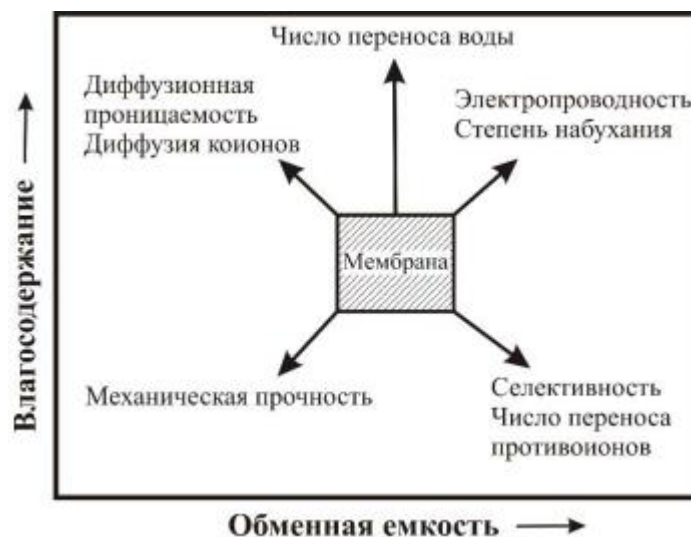 Число переноса воды
Диффузионная
проницаемость
Диффузия коионов
Электропроводность
Степень набухания
Мембрана
Механическая прочность
Селективность
Число переноса
противоионов
Влагосодержание
Обменная емкость